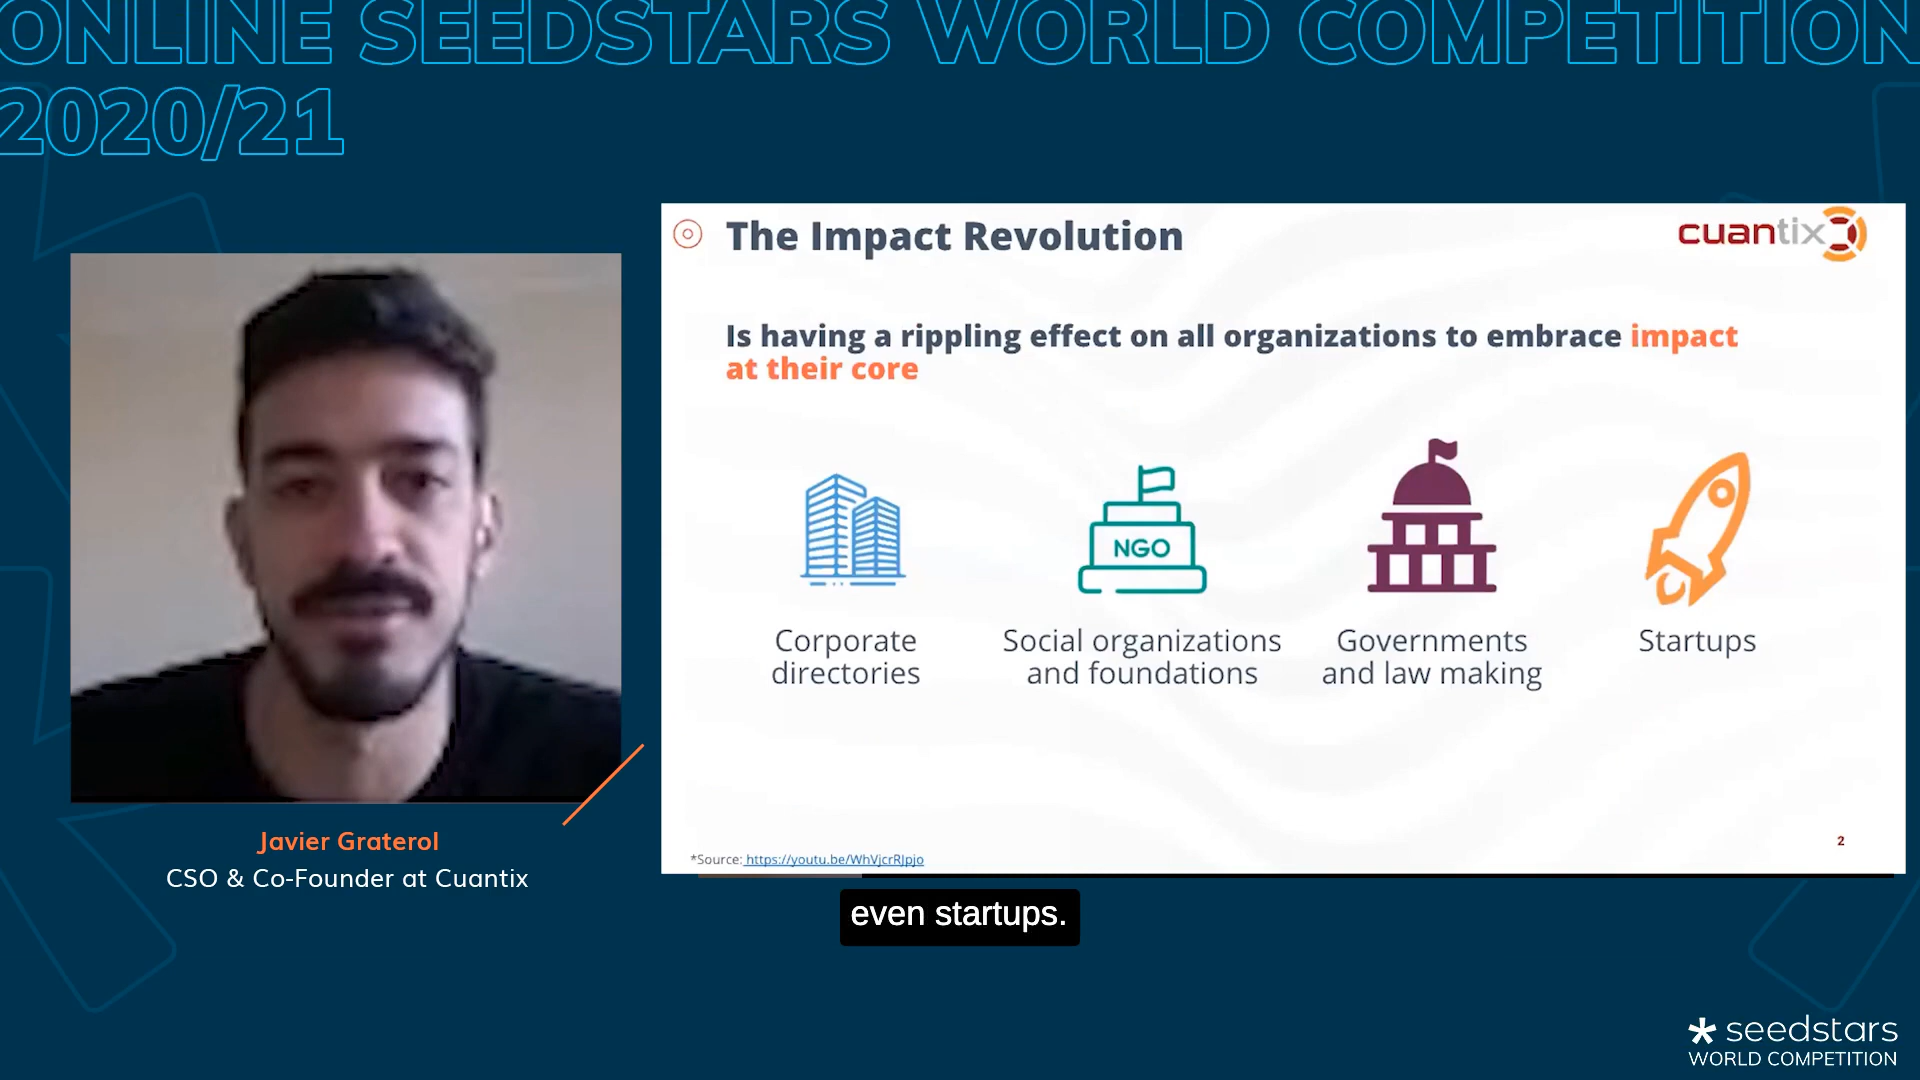 ONLINE SEEDSTARS WORLD COMPETITION
2020/21
The Impact Revolution
cuantix
Is having a rippling effect on all organizations to embrace impact
at their core
NGO
Corporate
directories
Social organizations
and foundations
Governments
and law making
Startups
2
*Source: https://youtu.be/WhVjcrRJpjo
Javier Graterol
CSO & Co-Founder at Cuantix
even startups.
seedstars
WORLD COMPETITION